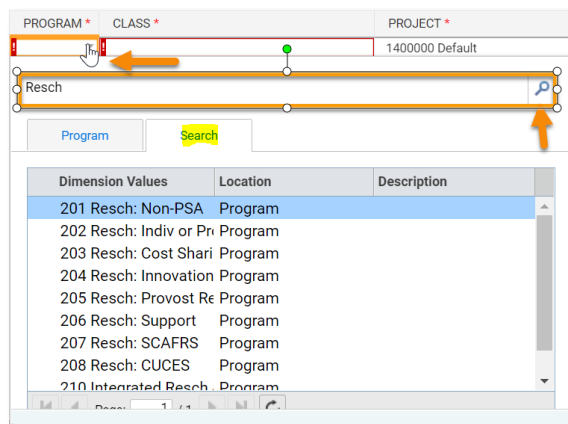 PROGRAM * CLASS * PROJECT *
1400000 Default
Resch
Program Search
Dimension Values Location Description
201 Resch: Non-PSA Program
202 Resch: Indiv or Pr Program
203 Resch: Cost Shari Program
204 Resch: Innovation Program
205 Resch: Provost Re Program
206 Resch: Support Program
207 Resch: SCAFRS Program
208 Resch: CUCES Program
210 Integrated Resch Program
Page: 1 / 1